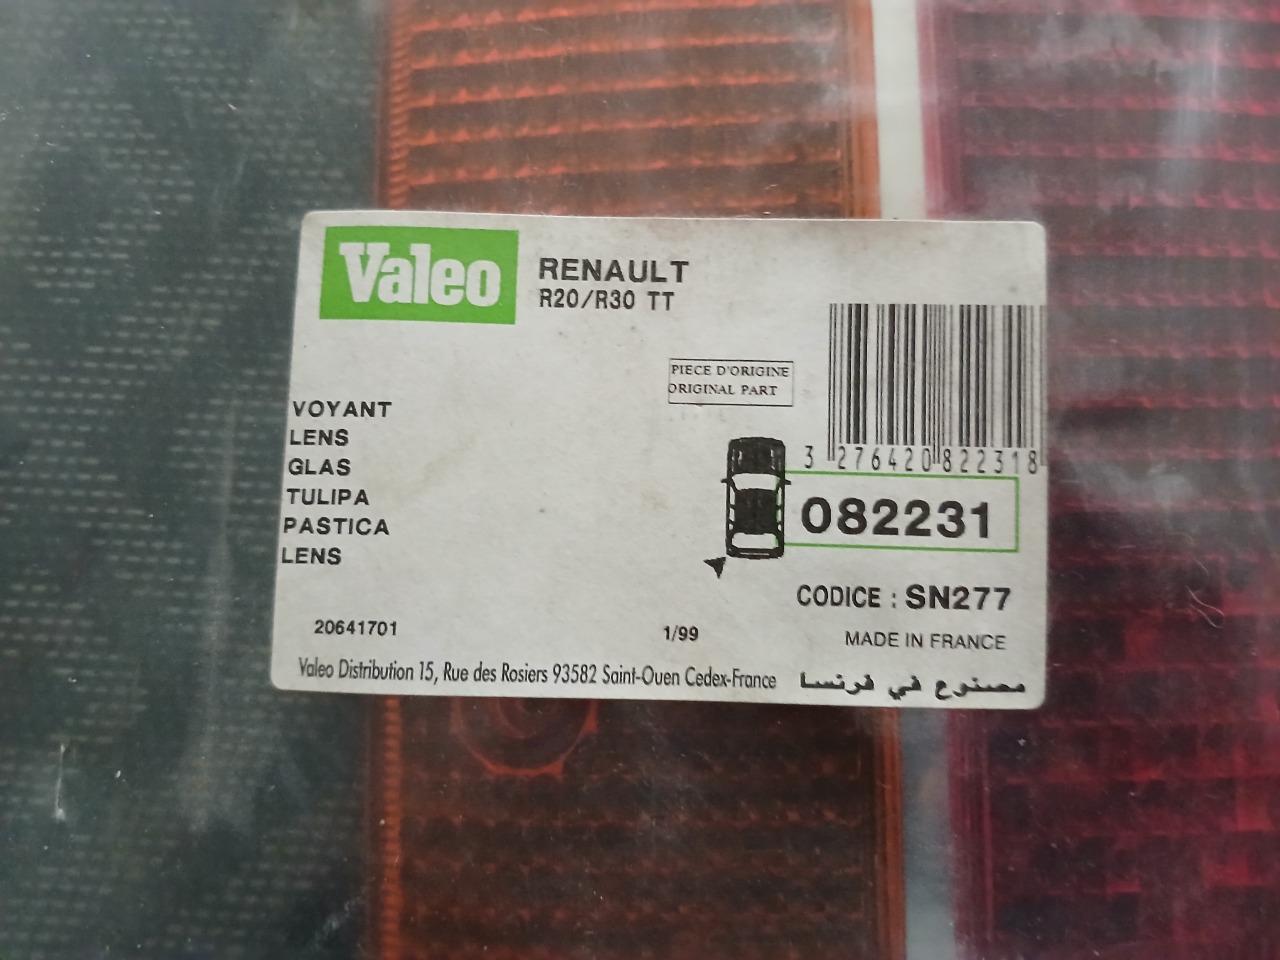 Valeo
RENAULT
R20/R30 TT
PIECE D'ORIGINE
ORIGINAL PART
VOYANT
LENS
GLAS
TULIPA
PASTICA
LENS
3 276420 822318
082231
CODICE : SN277
20641701
1/99
MADE IN FRANCE
Valeo Distribution 15, Rue des Rosiers 93582 Saint-Ouen Cedex-France
مصنوع في فرنسا